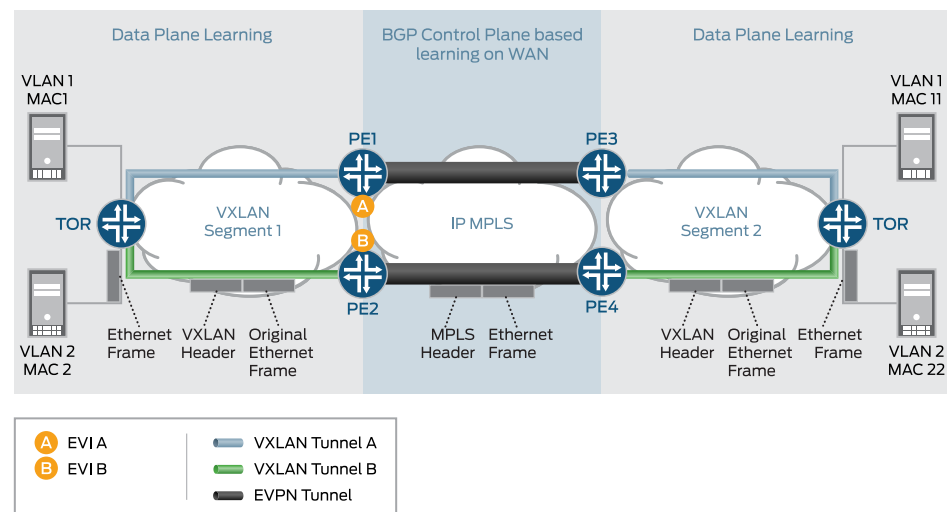 Data Plane Learning
BGP Control Plane based
learning on WAN
Data Plane Learning
VLAN 1
MAC1
VLAN 1
MAC 11
PE1
PE3
A
TOR
VXLAN
Segment 1
IP MPLS
VXLAN
Segment 2
TOR
B
PE2
PE4
Ethernet
Frame
VXLAN
Header
Original
Ethernet
Frame
MPLS
Header
Ethernet
Frame
VXLAN
Header
Original
Ethernet
Frame
Ethernet
Frame
VLAN 2
MAC 2
VLAN 2
MAC 22
A EVI A
B EVI B
VXLAN Tunnel A
VXLAN Tunnel B
EVPN Tunnel